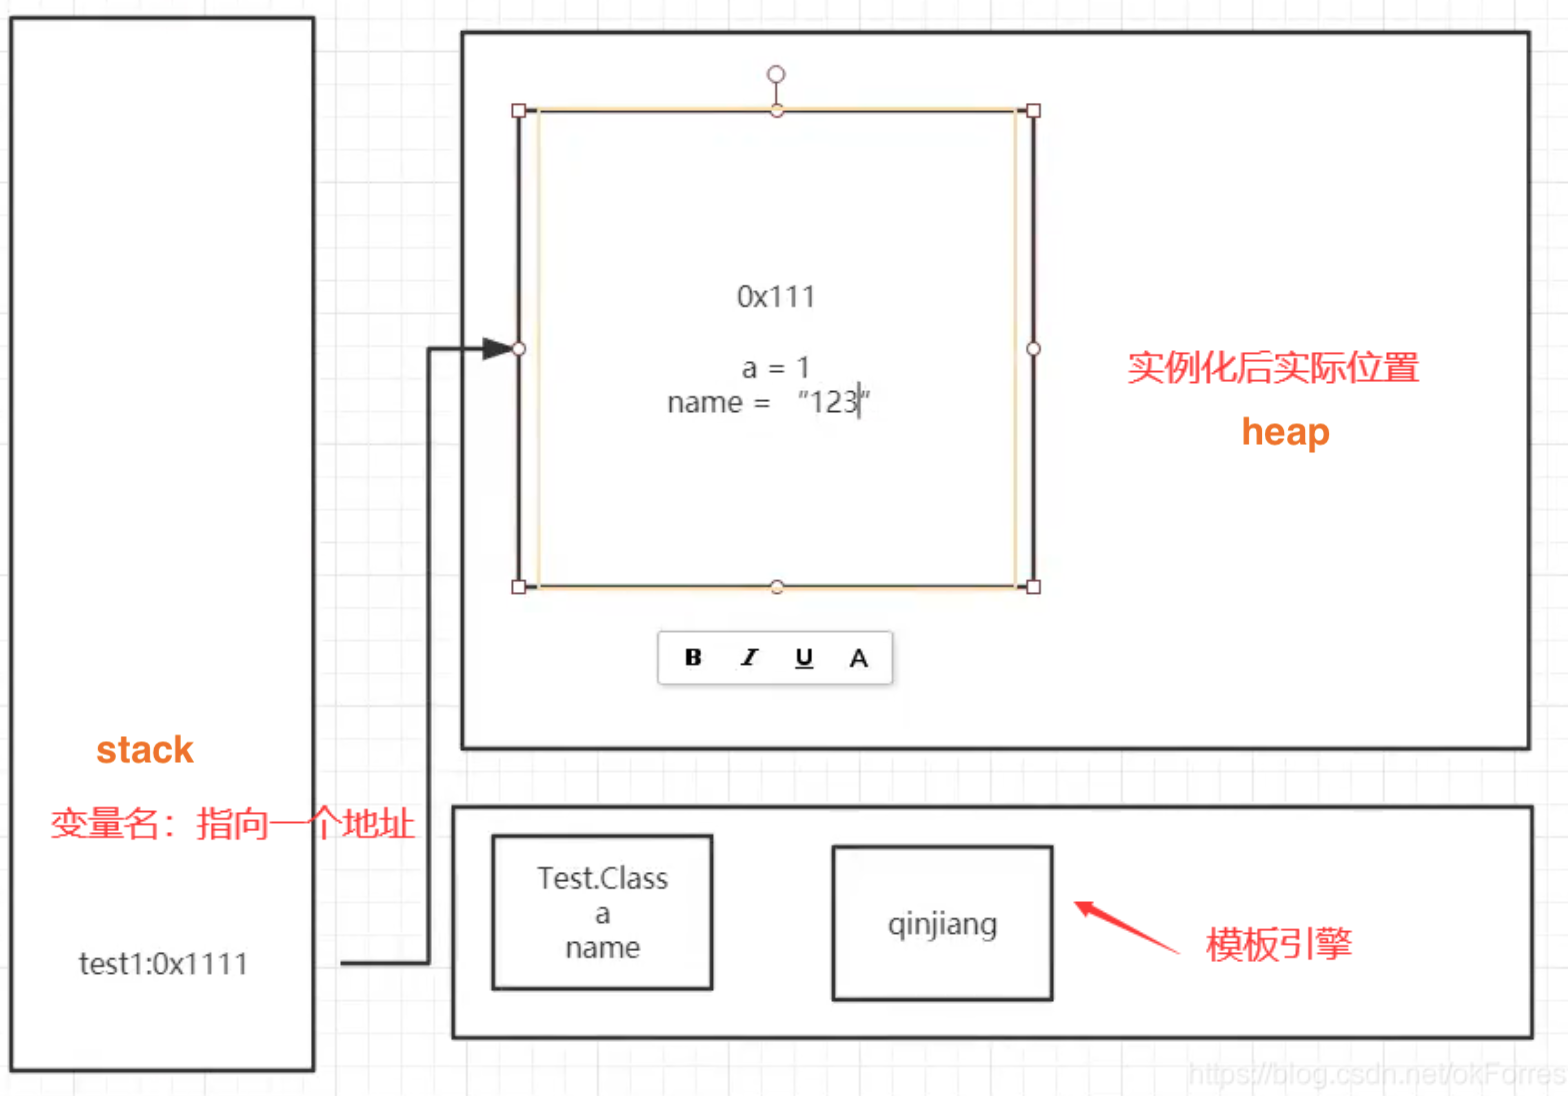 0x111
a = 1
name = "123"
实例化后实际位置
heap
B I U A
stack
变量名：指向一个地址
test1:0x1111
Test.Class
a
name
qinjiang
模板引擎
https://blog.csdn.net/okForres